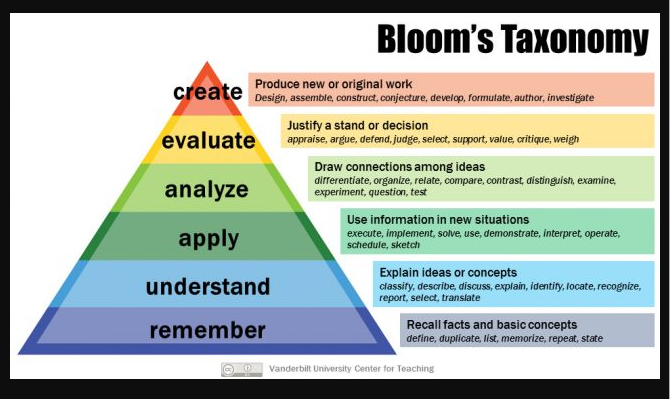 Bloom's Taxonomy
create
Produce new or original work
Design, assemble, construct, conjecture, develop, formulate, author, investigate
evaluate
Justify a stand or decision
appraise, argue, defend, judge, select, support, value, critique, weigh
analyze
Draw connections among ideas
differentiate, organize, relate, compare, contrast, distinguish, examine,
experiment, question, test
apply
Use information in new situations
execute, implement, solve, use, demonstrate, interpret, operate,
schedule, sketch
understand
Explain ideas or concepts
classify, describe, discuss, explain, identify, locate, recognize,
report, select, translate
remember
Recall facts and basic concepts
define, duplicate, list, memorize, repeat, state
Vanderbilt University Center for Teaching